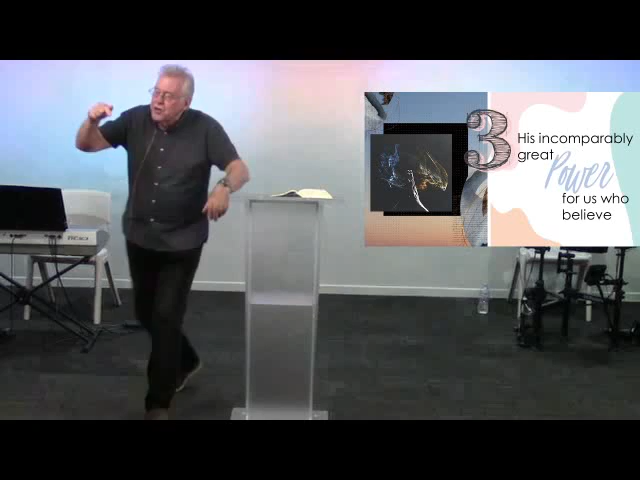 3
His incomparably
great
Power
for us who
believe